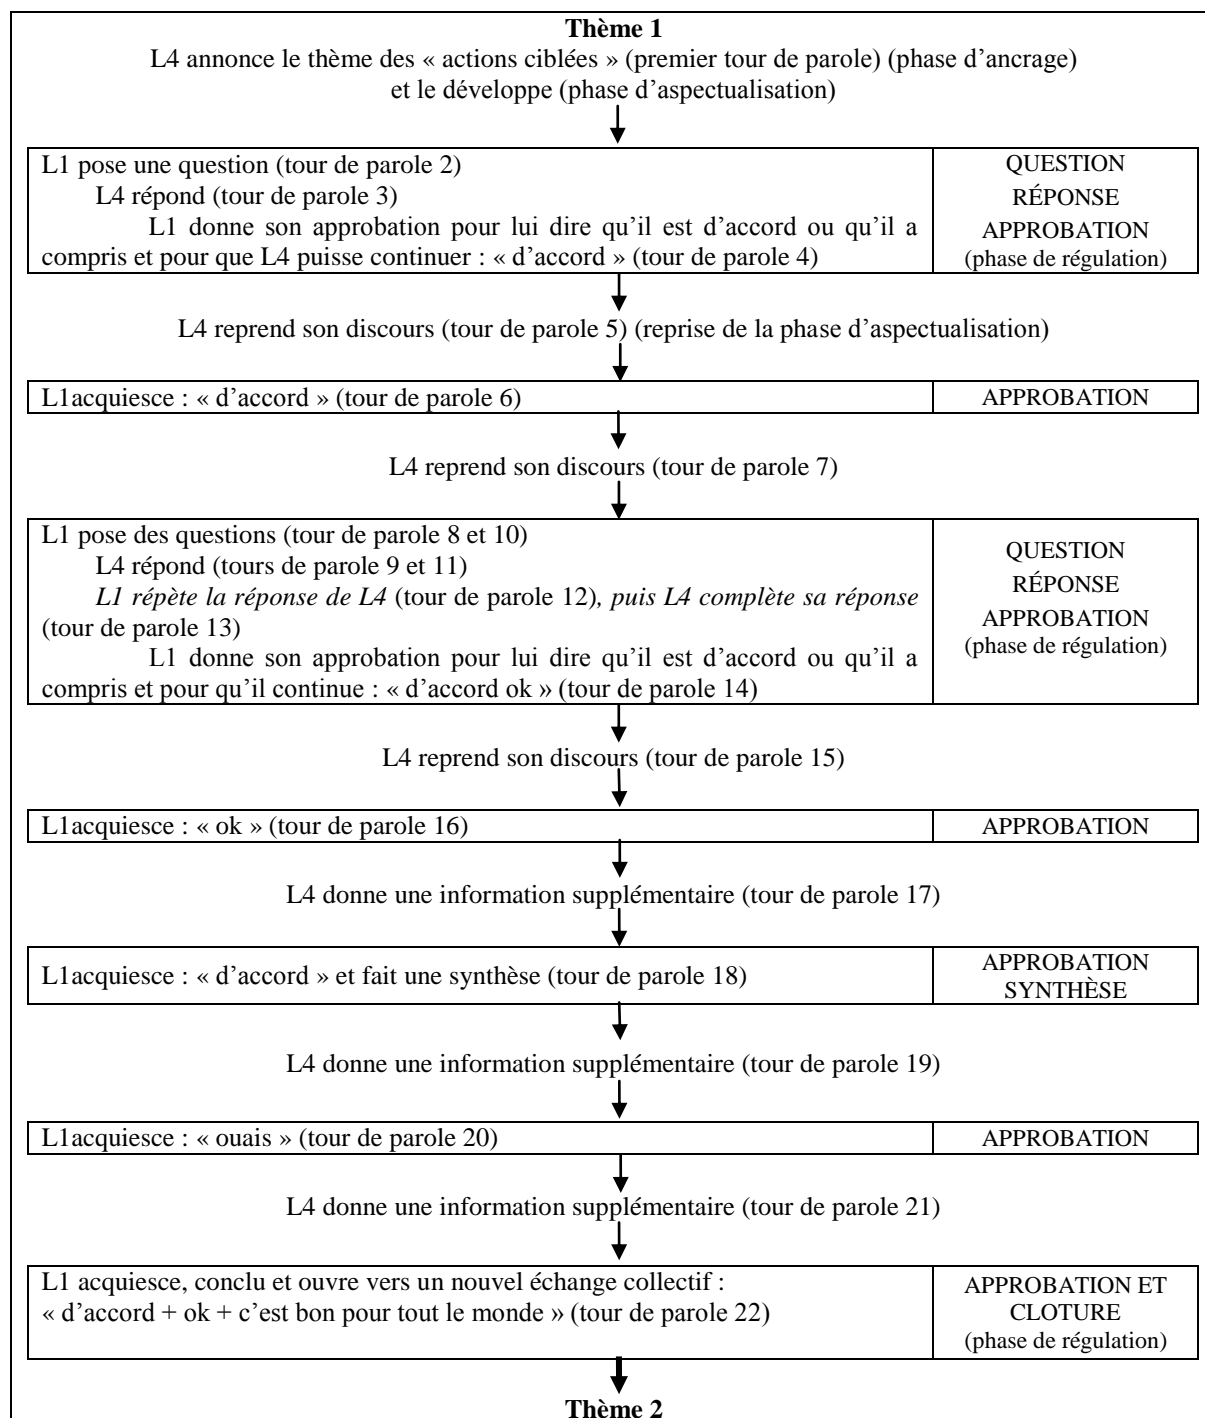 Thème 1
L4 annonce le thème des « actions ciblées » (premier tour de parole) (phase d’ancrage)
et le développe (phase d’aspectualisation)
L1 pose une question (tour de parole 2)
L4 répond (tour de parole 3)
L1 donne son approbation pour lui dire qu’il est d’accord ou qu’il a
compris et pour que L4 puisse continuer : « d’accord » (tour de parole 4)
QUESTION
RÉPONSE
APPROBATION
(phase de régulation)
L4 reprend son discours (tour de parole 5) (reprise de la phase d’aspectualisation)
L1acquiesce : « d’accord » (tour de parole 6)
APPROBATION
L4 reprend son discours (tour de parole 7)
L1 pose des questions (tour de parole 8 et 10)
L4 répond (tours de parole 9 et 11)
L1 répète la réponse de L4 (tour de parole 12), puis L4 complète sa réponse
(tour de parole 13)
L1 donne son approbation pour lui dire qu’il est d’accord ou qu’il a
compris et pour qu’il continue : « d’accord ok » (tour de parole 14)
QUESTION
RÉPONSE
APPROBATION
(phase de régulation)
L4 reprend son discours (tour de parole 15)
L1acquiesce : « ok » (tour de parole 16)
APPROBATION
L4 donne une information supplémentaire (tour de parole 17)
L1acquiesce : « d’accord » et fait une synthèse (tour de parole 18)
APPROBATION
SYNTHÈSE
L4 donne une information supplémentaire (tour de parole 19)
L1acquiesce : « ouais » (tour de parole 20)
APPROBATION
L4 donne une information supplémentaire (tour de parole 21)
L1 acquiesce, conclu et ouvre vers un nouvel échange collectif :
« d’accord + ok + c’est bon pour tout le monde » (tour de parole 22)
APPROBATION ET
CLOTURE
(phase de régulation)
Thème 2